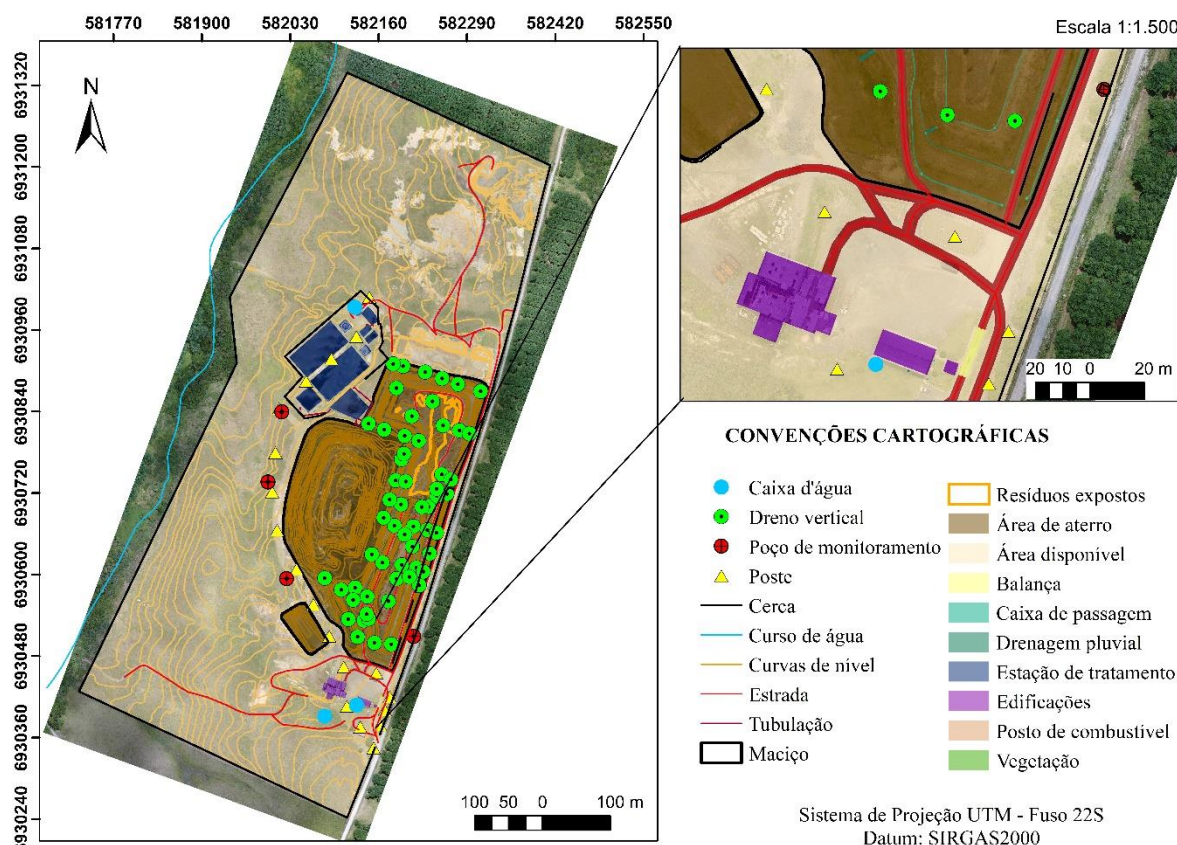 581770 581900 582030 582160 582290 582420 582550
Escala 1:1.500
N
6931320
6931200
6931080
6930960
6930840
6930720
6930600
6930480
6930360
6930240
100 50 0 100 m
20 10 0 20 m
CONVENÇÕES CARTOGRÁFICAS
Caixa d'água
Dreno vertical
Poço de monitoramento
Poste
Cerca
Curso de água
Curvas de nível
Estrada
Tubulação
Maciço
Resíduos expostos
Área de aterro
Área disponível
Balança
Caixa de passagem
Drenagem pluvial
Estação de tratamento
Edificações
Posto de combustível
Vegetação
Sistema de Projeção UTM - Fuso 22S
Datum: SIRGAS2000